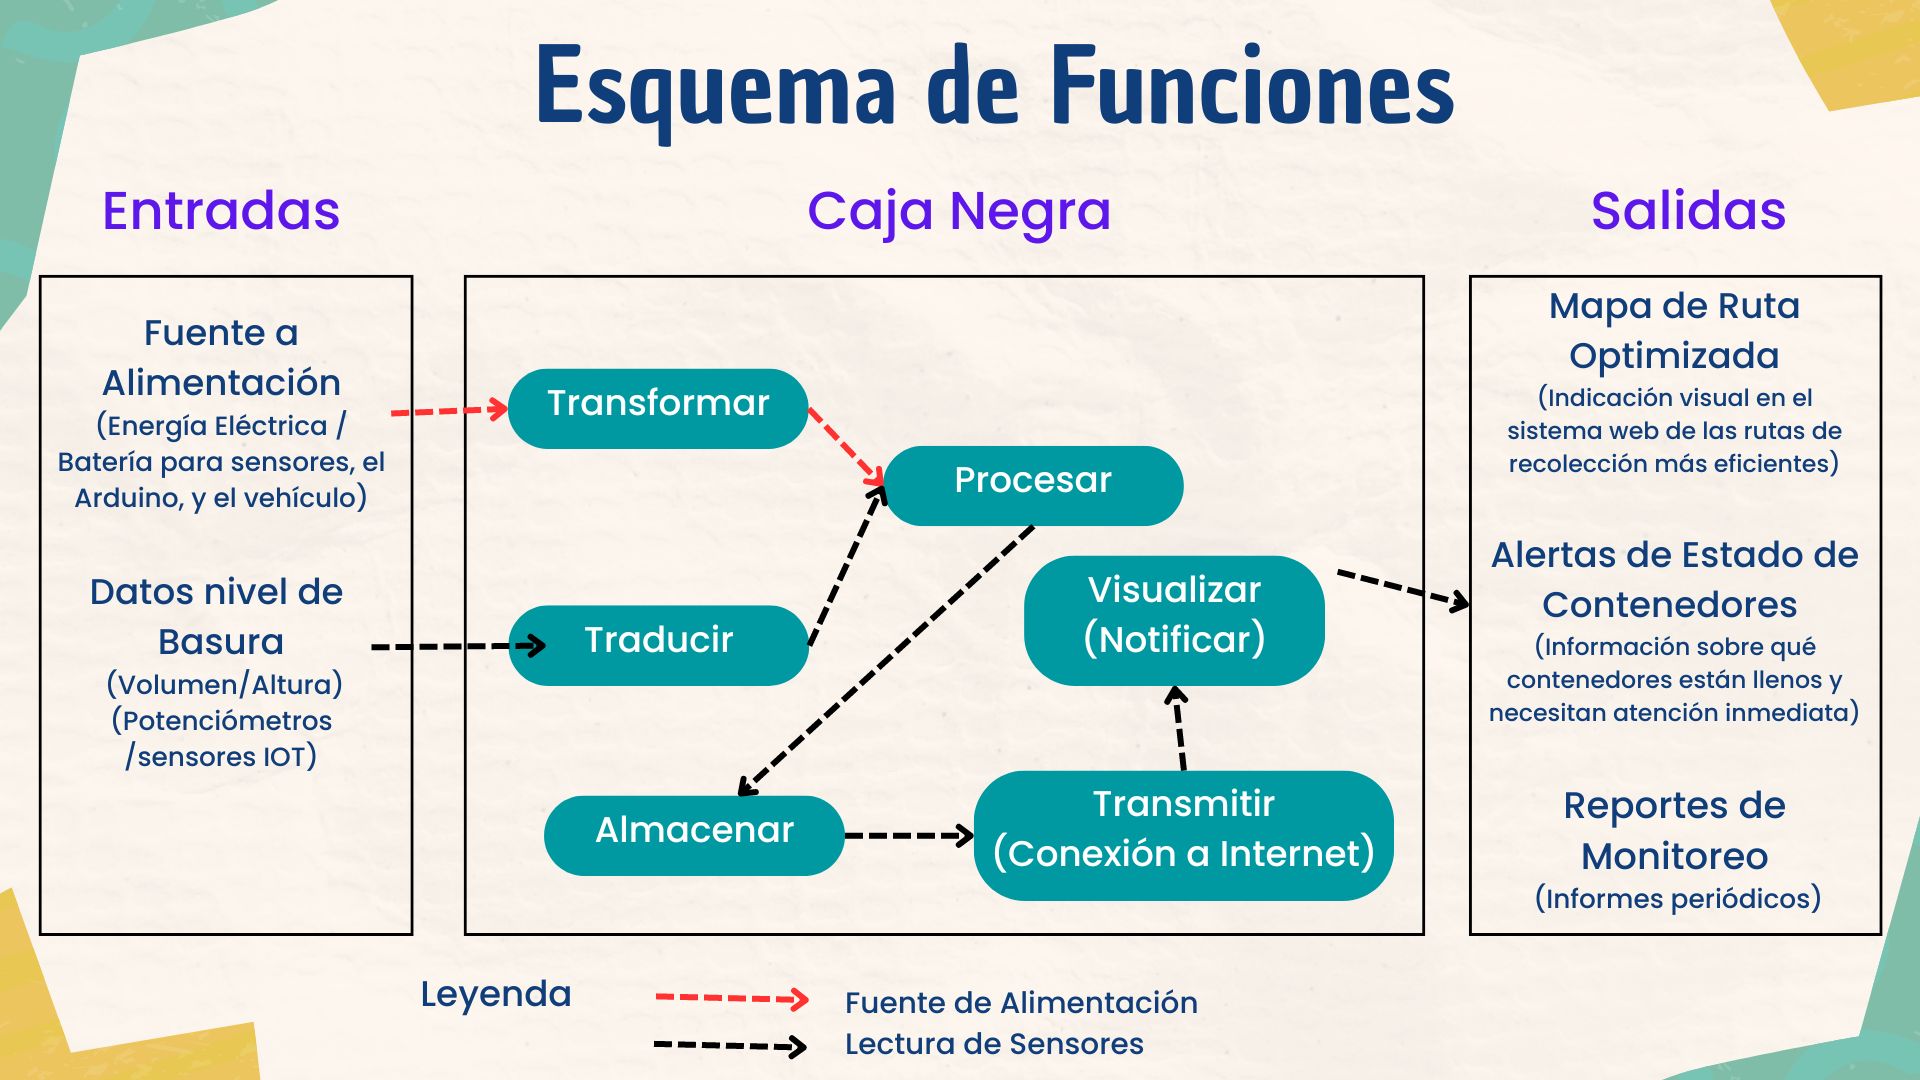 Esquema de Funciones
Entradas
Caja Negra
Salidas
Fuente a
Alimentación
(Energía Eléctrica /
Batería para sensores, el
Arduino, y el vehículo)
Datos nivel de
Basura
(Volumen/Altura)
(Potenciómetros
/sensores IOT)
Transformar
Procesar
Traducir
Visualizar
(Notificar)
Almacenar
Transmitir
(Conexión a Internet)
Mapa de Ruta
Optimizada
(Indicación visual en el
sistema web de las rutas de
recolección más eficientes)
Alertas de Estado de
Contenedores
(Información sobre qué
contenedores están llenos y
necesitan atención inmediata)
Reportes de
Monitoreo
(Informes periódicos)
Leyenda
Fuente de Alimentación
Lectura de Sensores